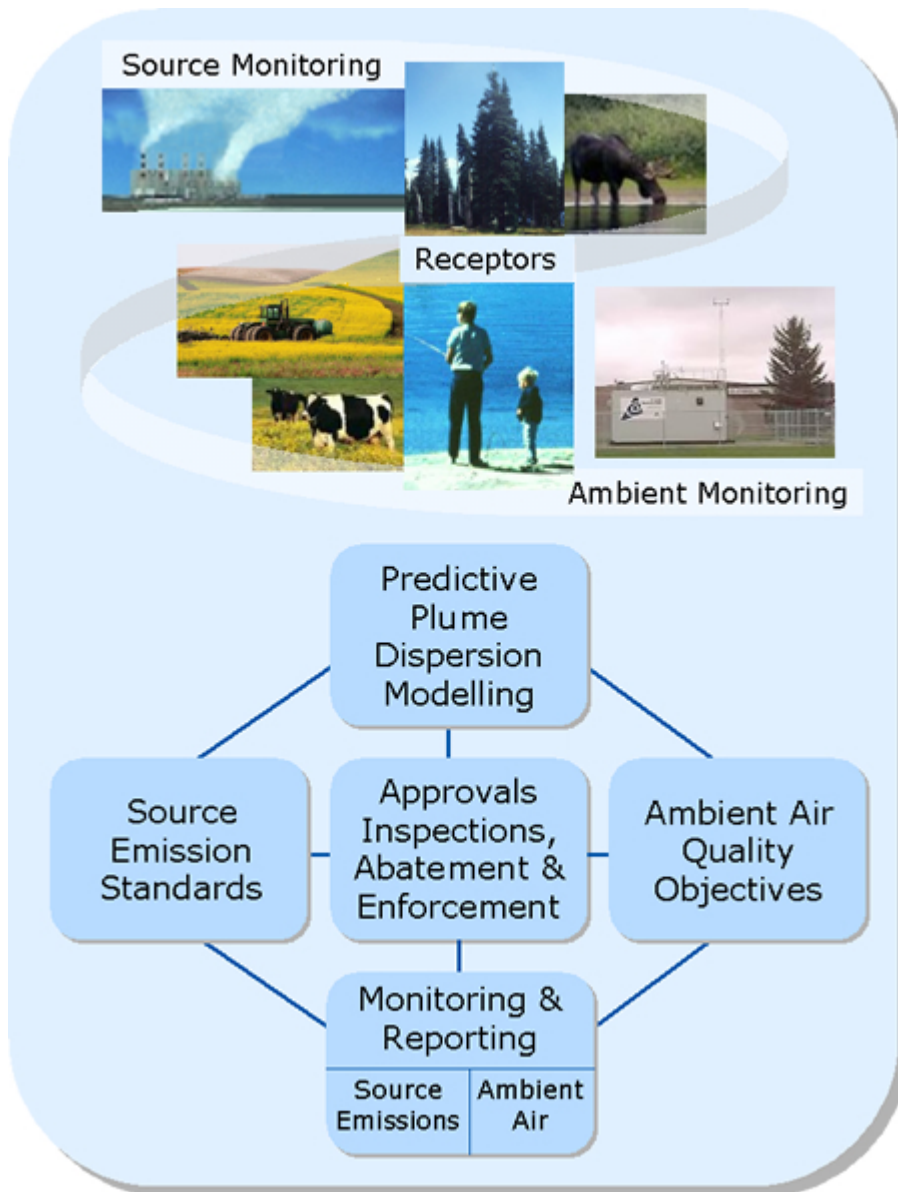 Source Monitoring
Receptors
Ambient Monitoring
Predictive
Plume
Dispersion
Modelling
Source
Emission
Standards
Approvals
Inspections,
Abatement &
Enforcement
Ambient Air
Quality
Objectives
Monitoring &
Reporting
Source
Emissions
Ambient
Air